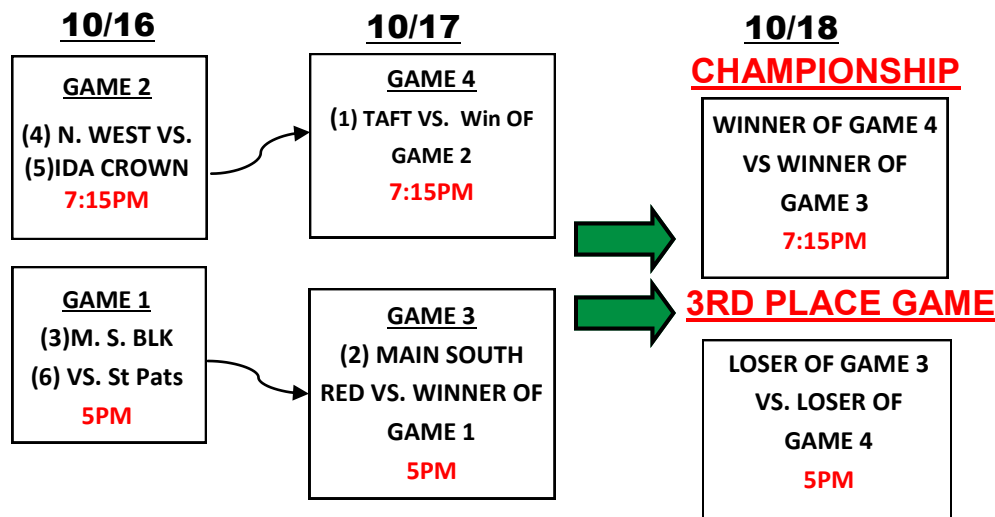 10/16
GAME 2
(4) N. WEST VS.
(5)IDA CROWN
7:15PM
GAME 1
(3)M. S. BLK
(6) VS. St Pats
5PM
10/17
GAME 4
(1) TAFT VS. Win OF
GAME 2
7:15PM
GAME 3
(2) MAIN SOUTH
RED VS. WINNER OF
GAME 1
5PM
10/18
CHAMPIONSHIP
WINNER OF GAME 4
VS WINNER OF
GAME 3
7:15PM
3RD PLACE GAME
LOSER OF GAME 3
VS. LOSER OF
GAME 4
5PM